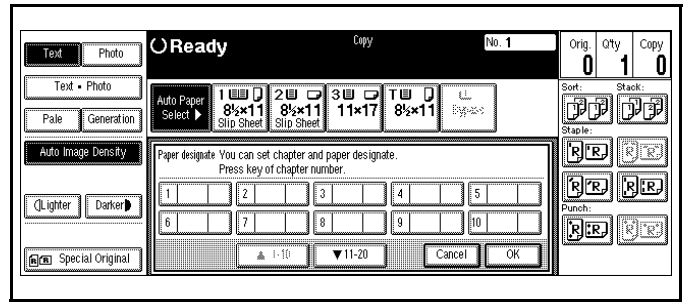 Text Photo
Text • Photo
Pale Generation
Auto Image Density
Lighter Darker
Special Original
Ready Copy No. 1
Auto Paper Select ▶
1 8½×11 Slip Sheet
2 8½×11 Slip Sheet
3 11×17
T 8½×11
Bypass
Paper designate You can set chapter and paper designate.
Press key of chapter number.
1 2 3 4 5
6 7 8 9 10
▲ 1-10 ▼11-20 Cancel OK
Orig. Q'ty Copy
0 1 0
Sort: Stack:
Staple:
Punch: